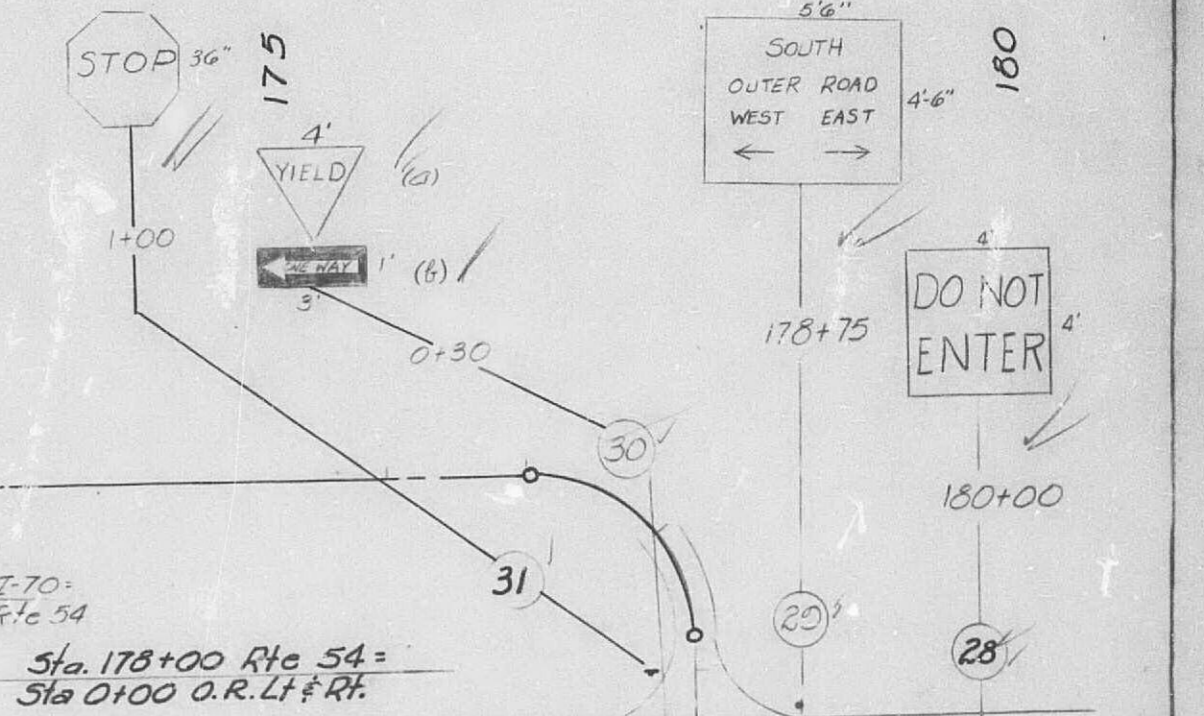 STOP
36"
175
1+00
4'
YIELD
(a)
ONE WAY
1'
(b)
3'
0+30
30
31
5'6"
SOUTH
OUTER ROAD
WEST EAST
← →
4'-6"
178+75
29
180
4'
DO NOT
ENTER
4'
180+00
28
I-70=
Rte 54
Sta. 178+00 Rte 54 =
Sta 0+00 O.R. Lt & Rt.